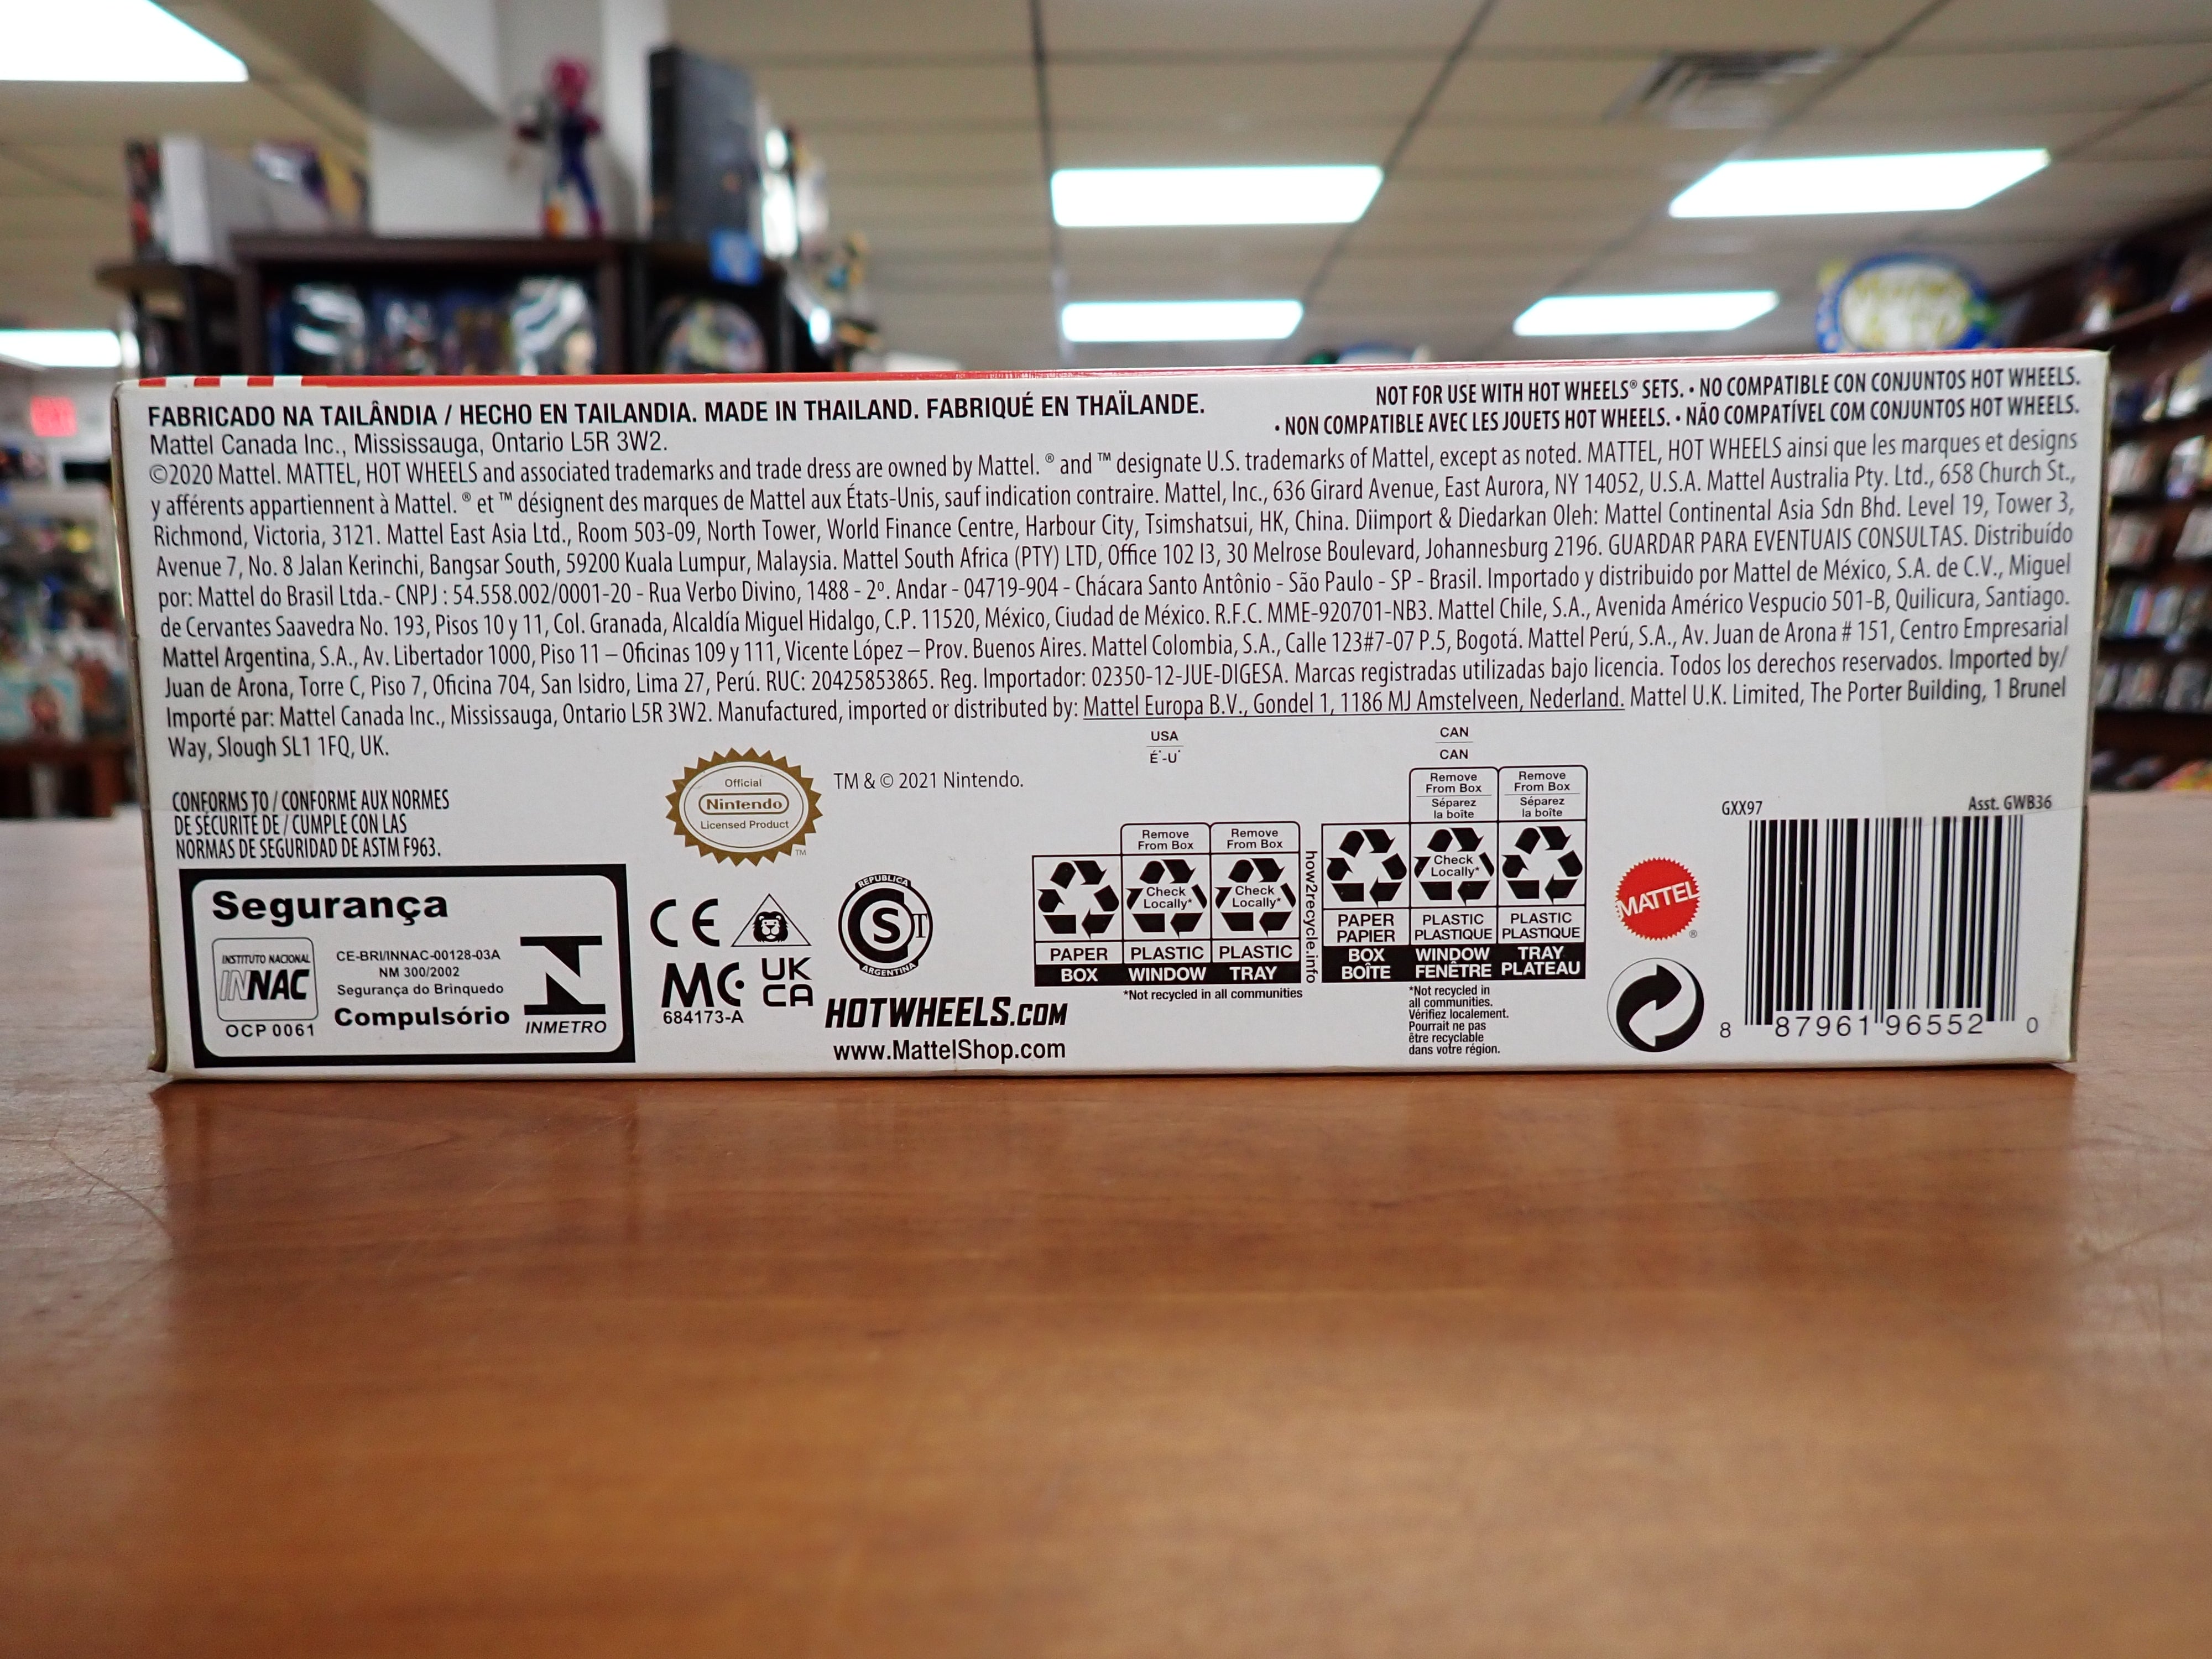 FABRICADO NA TAILÂNDIA / HECHO EN TAILANDIA. MADE IN THAILAND. FABRIQUÉ EN THAÏLANDE.
NOT FOR USE WITH HOT WHEELS® SETS. • NO COMPATIBLE CON CONJUNTOS HOT WHEELS.
• NON COMPATIBLE AVEC LES JOUETS HOT WHEELS. • NÃO COMPATÍVEL COM CONJUNTOS HOT WHEELS.
Mattel Canada Inc., Mississauga, Ontario L5R 3W2.
©2020 Mattel. MATTEL, HOT WHEELS and associated trademarks and trade dress are owned by Mattel. ® and ™ designate U.S. trademarks of Mattel, except as noted. MATTEL, HOT WHEELS ainsi que les marques et designs
y afférents appartiennent à Mattel. ® et ™ désignent des marques de Mattel aux États-Unis, sauf indication contraire. Mattel, Inc., 636 Girard Avenue, East Aurora, NY 14052, U.S.A. Mattel Australia Pty. Ltd., 658 Church St.,
Richmond, Victoria, 3121. Mattel East Asia Ltd., Room 503-09, North Tower, World Finance Centre, Harbour City, Tsimshatsui, HK, China. Diimport & Diedarkan Oleh: Mattel Continental Asia Sdn Bhd. Level 19, Tower 3,
Avenue 7, No. 8 Jalan Kerinchi, Bangsar South, 59200 Kuala Lumpur, Malaysia. Mattel South Africa (PTY) LTD, Office 102 I3, 30 Melrose Boulevard, Johannesburg 2196. GUARDAR PARA EVENTUAIS CONSULTAS. Distribuído
por: Mattel do Brasil Ltda.- CNPJ : 54.558.002/0001-20 - Rua Verbo Divino, 1488 - 2º. Andar - 04719-904 - Chácara Santo Antônio - São Paulo - SP - Brasil. Importado y distribuido por Mattel de México, S.A. de C.V., Miguel
de Cervantes Saavedra No. 193, Pisos 10 y 11, Col. Granada, Alcaldía Miguel Hidalgo, C.P. 11520, México, Ciudad de México. R.F.C. MME-920701-NB3. Mattel Chile, S.A., Avenida Américo Vespucio 501-B, Quilicura, Santiago.
Mattel Argentina, S.A., Av. Libertador 1000, Piso 11 – Oficinas 109 y 111, Vicente López – Prov. Buenos Aires. Mattel Colombia, S.A., Calle 123#7-07 P.5, Bogotá. Mattel Perú, S.A., Av. Juan de Arona # 151, Centro Empresarial
Juan de Arona, Torre C, Piso 7, Oficina 704, San Isidro, Lima 27, Perú. RUC: 20425853865. Reg. Importador: 02350-12-JUE-DIGESA. Marcas registradas utilizadas bajo licencia. Todos los derechos reservados. Imported by/
Importé par: Mattel Canada Inc., Mississauga, Ontario L5R 3W2. Manufactured, imported or distributed by: Mattel Europa B.V., Gondel 1, 1186 MJ Amstelveen, Nederland. Mattel U.K. Limited, The Porter Building, 1 Brunel
Way, Slough SL1 1FQ, UK.
CONFORMS TO / CONFORME AUX NORMES
DE SÉCURITÉ DE / CUMPLE CON LAS
NORMAS DE SEGURIDAD DE ASTM F963.
Segurança
INSTITUTO NACIONAL
INNAC
OCP 0061
CE-BRI/INNAC-00128-03A
NM 300/2002
Segurança do Brinquedo
Compulsório
INMETRO
Official
Nintendo
Licensed Product
™
TM & © 2021 Nintendo.
CE
MC
684173-A
UK
CA
REPUBLICA
S
T
ARGENTINA
HOTWHEELS.COM
www.MattelShop.com
USA
É.-U.
Remove
From Box
Remove
From Box
Check
Locally*
Check
Locally*
PAPER
PLASTIC
PLASTIC
BOX
WINDOW
TRAY
*Not recycled in all communities
how2recycle.info
CAN
CAN
Remove
From Box
Séparez
la boîte
Remove
From Box
Séparez
la boîte
Check
Locally*
PAPER
PAPIER
PLASTIC
PLASTIQUE
PLASTIC
PLASTIQUE
BOX
BOÎTE
WINDOW
FENÊTRE
TRAY
PLATEAU
*Not recycled in
all communities.
Vérifiez localement.
Pourrait ne pas
être recyclable
dans votre région.
MATTEL
®
GXX97
Asst. GWB36
8 87961 96552 0